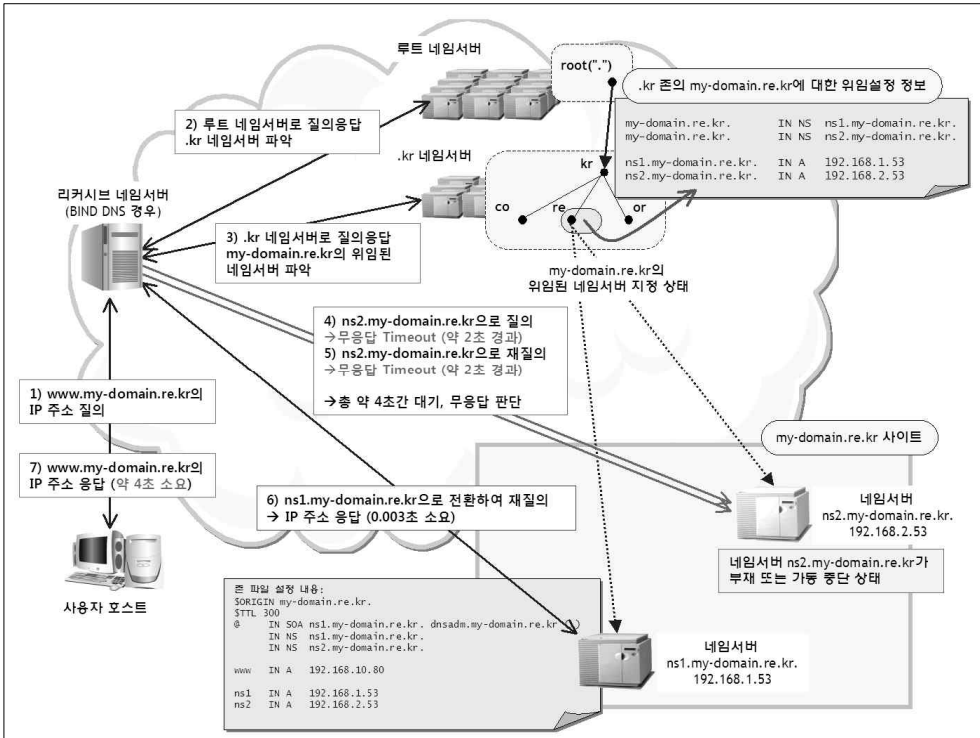 루트 네임서버
root(".")
.kr 존의 my-domain.re.kr에 대한 위임설정 정보
my-domain.re.kr. IN NS ns1.my-domain.re.kr.
my-domain.re.kr. IN NS ns2.my-domain.re.kr.
ns1.my-domain.re.kr. IN A 192.168.1.53
ns2.my-domain.re.kr. IN A 192.168.2.53
2) 루트 네임서버로 질의응답
.kr 네임서버 파악
.kr 네임서버
kr
co
re
or
리커시브 네임서버
(BIND DNS 경우)
3) .kr 네임서버로 질의응답
my-domain.re.kr의 위임된
네임서버 파악
my-domain.re.kr의
위임된 네임서버 지정 상태
4) ns2.my-domain.re.kr으로 질의
→무응답 Timeout (약 2초 경과)
5) ns2.my-domain.re.kr으로 재질의
→무응답 Timeout (약 2초 경과)
→총 약 4초간 대기, 무응답 판단
1) www.my-domain.re.kr의
IP 주소 질의
my-domain.re.kr 사이트
7) www.my-domain.re.kr의
IP 주소 응답 (약 4초 소요)
6) ns1.my-domain.re.kr으로 전환하여 재질의
→ IP 주소 응답 (0.003초 소요)
네임서버
ns2.my-domain.re.kr.
192.168.2.53
네임서버 ns2.my-domain.re.kr가
부재 또는 가동 중단 상태
사용자 호스트
존 파일 설정 내용:
$ORIGIN my-domain.re.kr.
$TTL 300
@ IN SOA ns1.my-domain.re.kr. dnsadm.my-domain.re.kr
IN NS ns1.my-domain.re.kr.
IN NS ns2.my-domain.re.kr.
www IN A 192.168.10.80
ns1 IN A 192.168.1.53
ns2 IN A 192.168.2.53
네임서버
ns1.my-domain.re.kr.
192.168.1.53